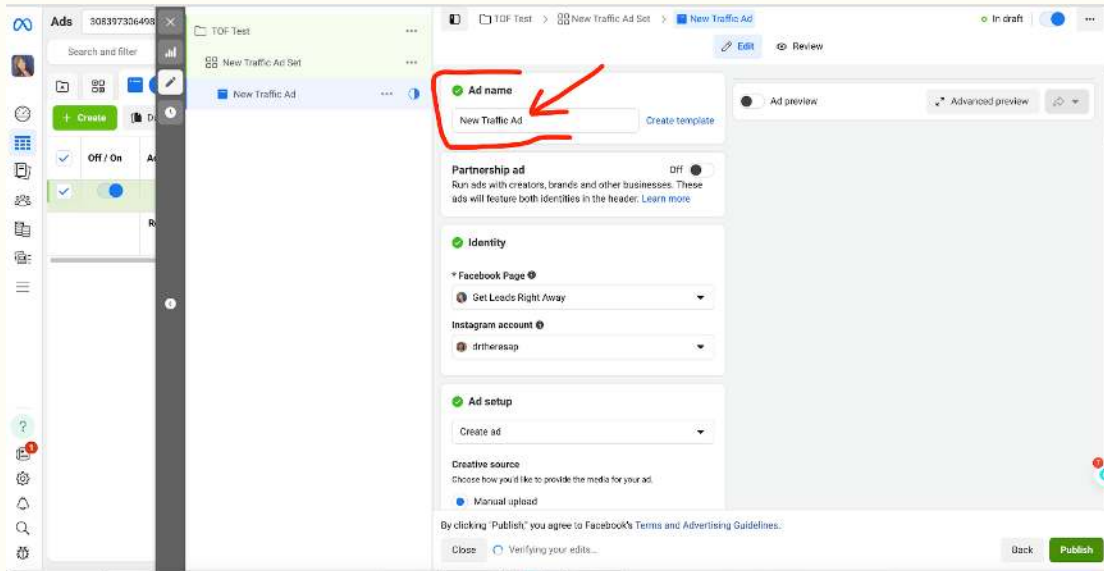 Ads
308397306498
TOF Test
TOF Test > New Traffic Ad Set > New Traffic Ad
In draft
Search and filter
New Traffic Ad Set
Edit
Review
New Traffic Ad
Ad name
New Traffic Ad
Create template
Ad preview
Advanced preview
+ Create
Off / On
Partnership ad
Off
Run ads with creators, brands and other businesses. These
ads will feature both identities in the header. Learn more
Identity
* Facebook Page
Get Leads Right Away
Instagram account
drtheresap
Ad setup
Create ad
Creative source
Choose how you'd like to provide the media for your ad.
Manual upload
By clicking "Publish," you agree to Facebook's Terms and Advertising Guidelines.
Close
Verifying your edits...
Back
Publish